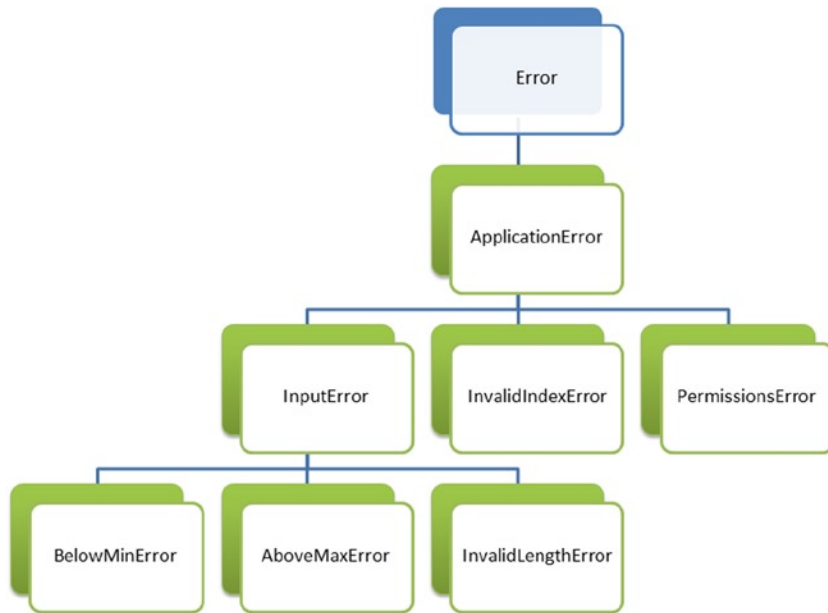 Error
ApplicationError
InputError
InvalidIndexError
PermissionsError
BelowMinError
AboveMaxError
InvalidLengthError